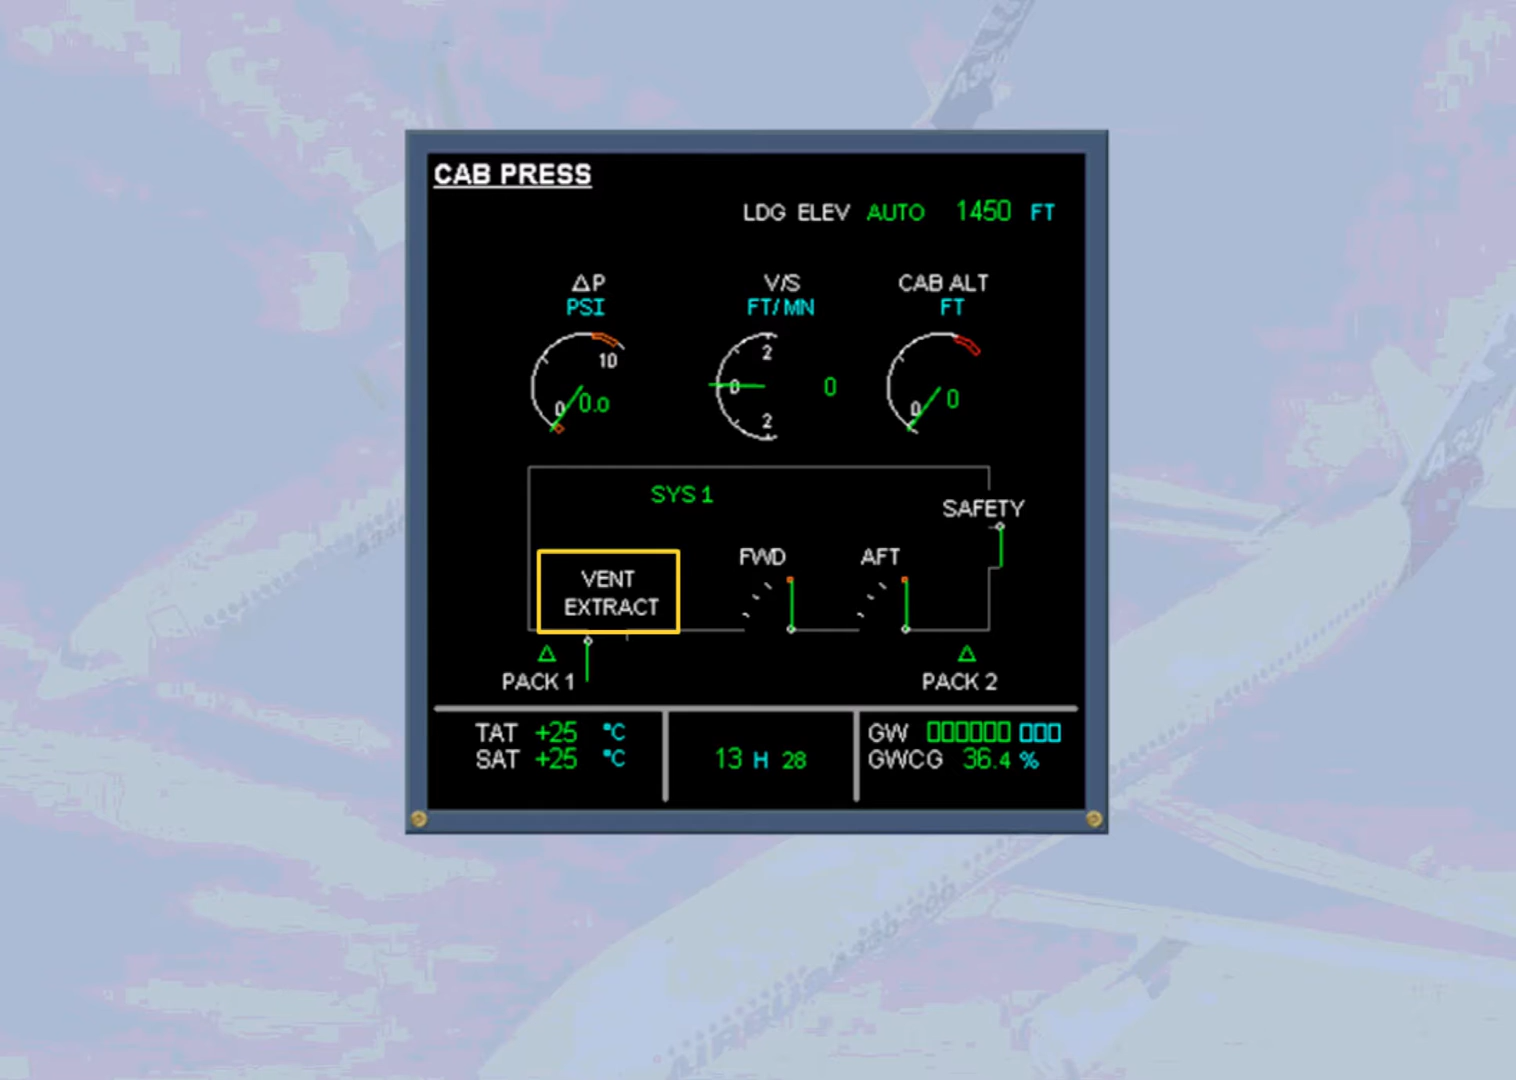 CAB PRESS
LDG ELEV AUTO 1450 FT
ΔP
PSI
V/S
FT/MN
CAB ALT
FT
10
0
0.0
2
0
2
0
0
0
SYS 1
SAFETY
VENT
EXTRACT
FWD
AFT
PACK 1
PACK 2
TAT +25 °C
SAT +25 °C
13 H 28
GW
GWCG 36.4 %
AIRBUS